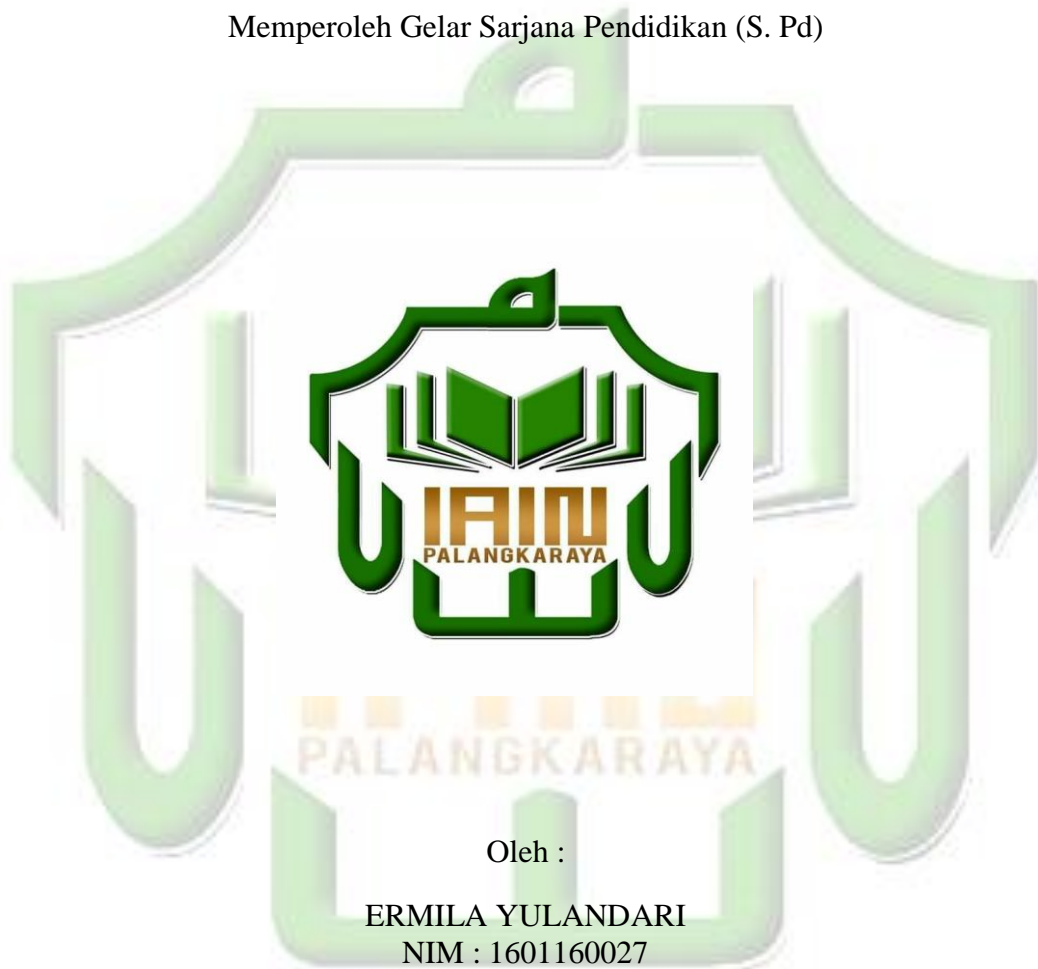 Memperoleh Gelar Sarjana Pendidikan (S. Pd)
IAIN
PALANGKARAYA
PALANGKARAYA
Oleh :
ERMILA YULANDARI
NIM : 1601160027